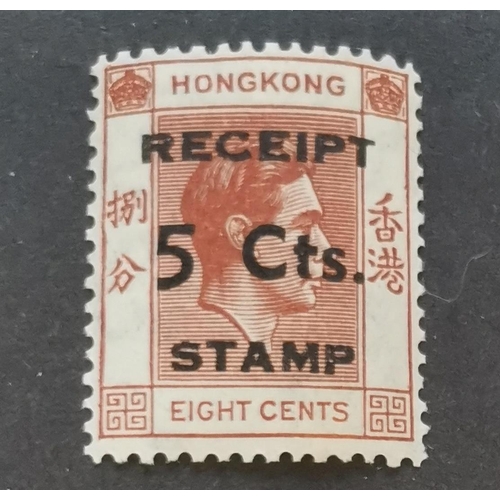 HONGKONG
RECEIPT
捌分
香港
5 Cts.
STAMP
EIGHT CENTS